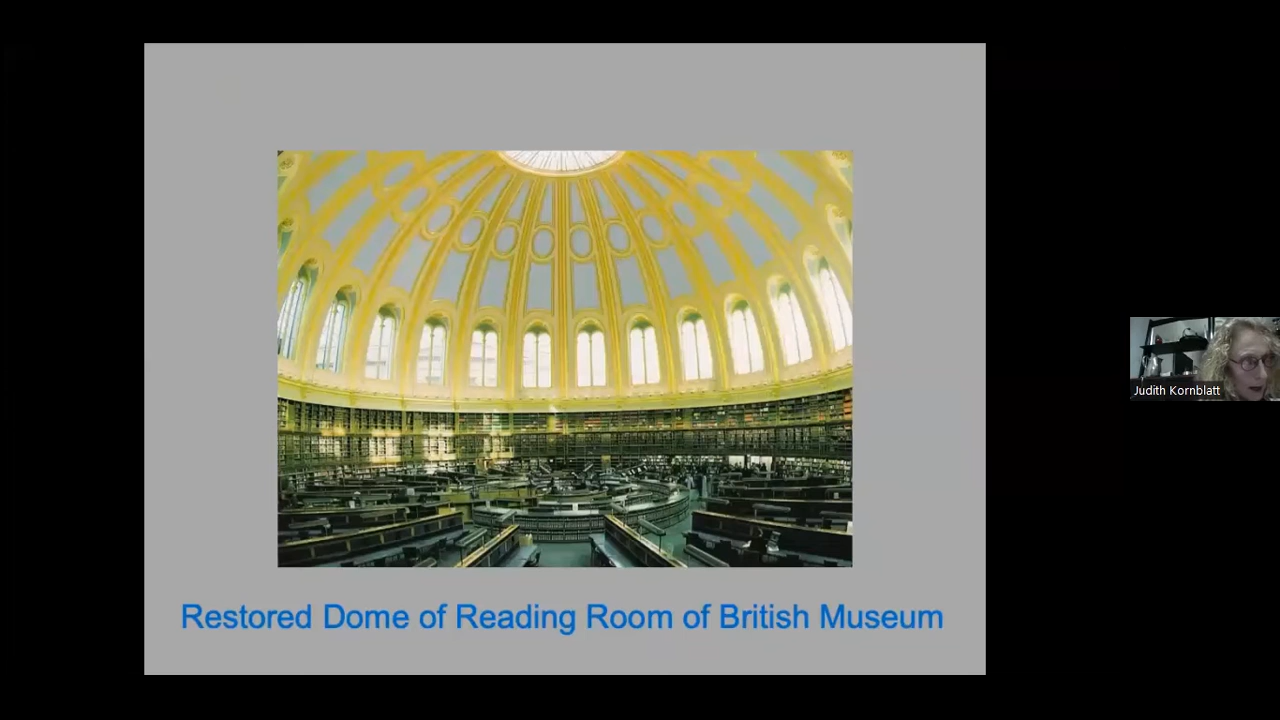 Restored Dome of Reading Room of British Museum
Judith Kornblatt